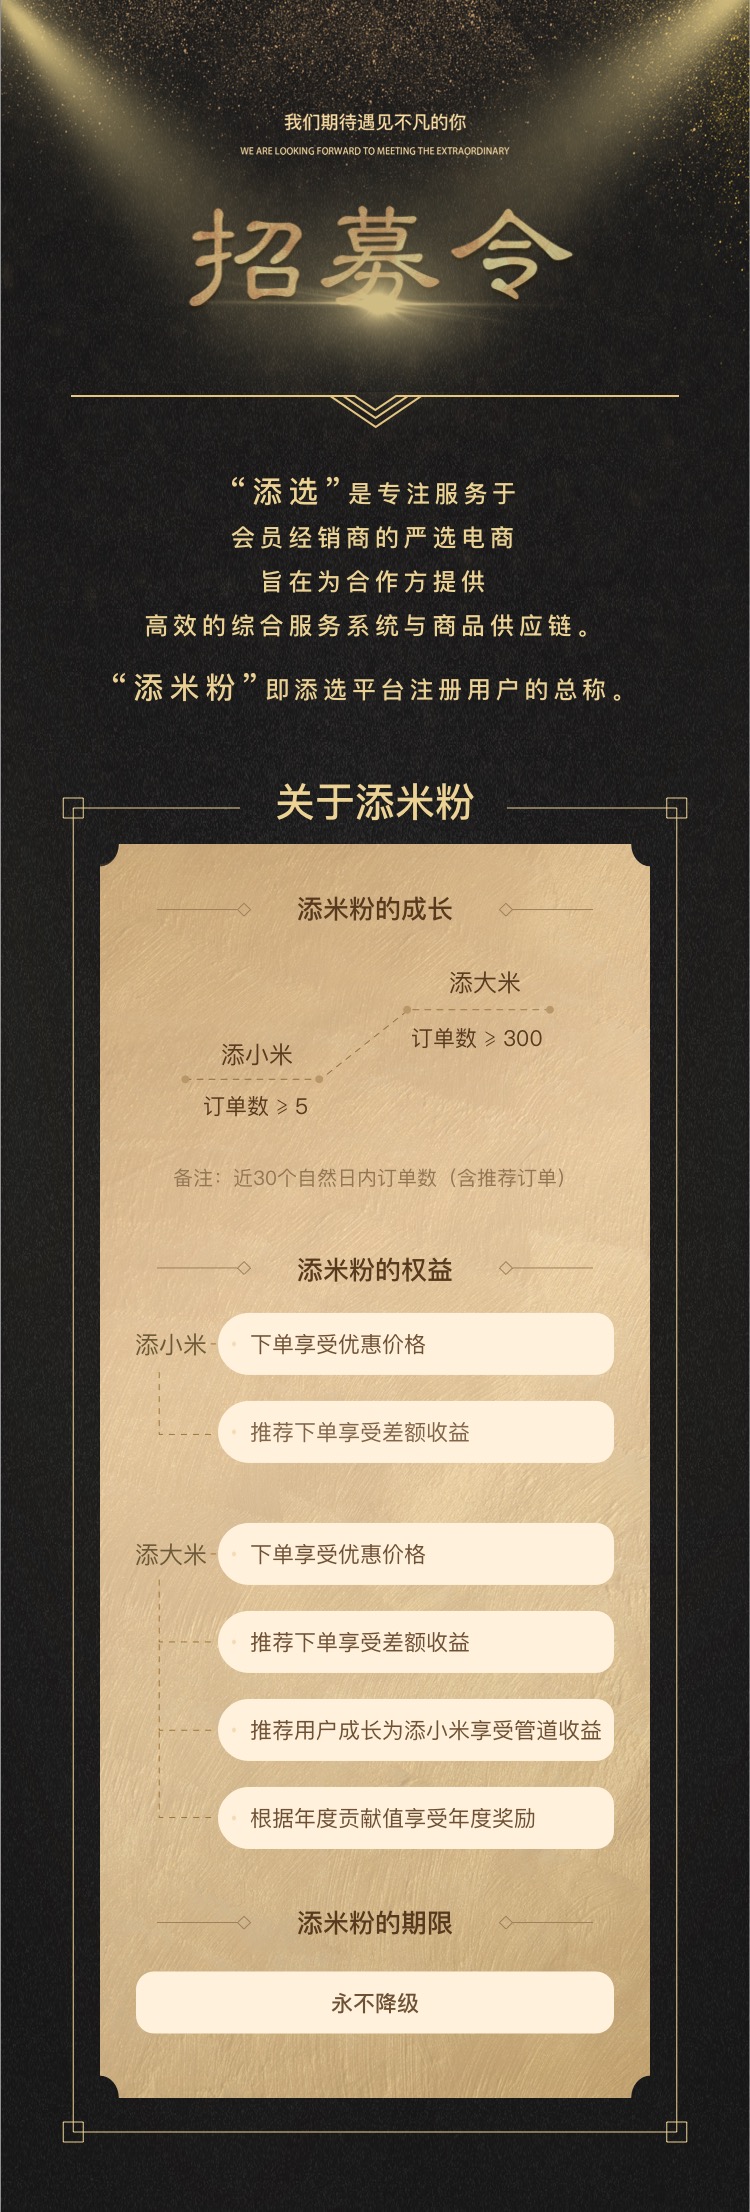 我们期待遇见不凡的你
WE ARE LOOKING FORWARD TO MEETING THE EXTRAORDINARY
招募令
“添选”是专注服务于
会员经销商的严选电商
旨在为合作方提供
高效的综合服务系统与商品供应链。
“添米粉”即添选平台注册用户的总称。
关于添米粉
添米粉的成长
添大米
订单数 ⩾ 300
添小米
订单数 ⩾ 5
备注：近30个自然日内订单数（含推荐订单）
添米粉的权益
添小米
下单享受优惠价格
推荐下单享受差额收益
添大米
下单享受优惠价格
推荐下单享受差额收益
推荐用户成长为添小米享受管道收益
根据年度贡献值享受年度奖励
添米粉的期限
永不降级